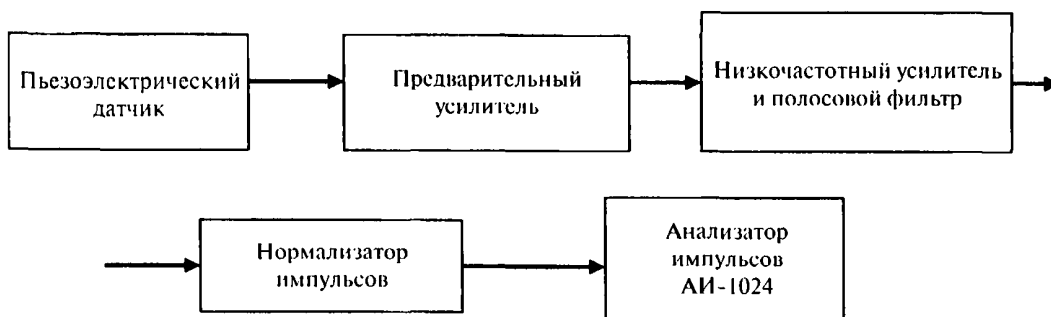 Пьезоэлектрический
датчик
Предварительный
усилитель
Низкочастотный усилитель
и полосовой фильтр
Нормализатор
импульсов
Анализатор
импульсов
АИ-1024